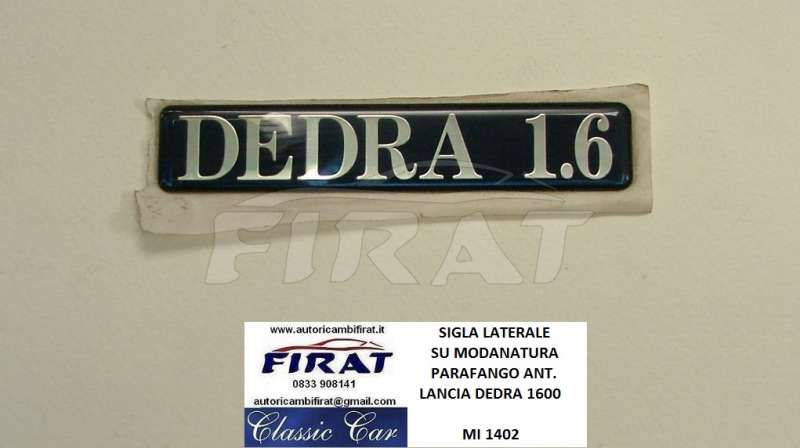 DEDRA 1.6
FIRAT
www.autoricambifirat.it
FIRAT
0833 908141
autoricambifirat@gmail.com
Classic Car
SIGLA LATERALE
SU MODANATURA
PARAFANGO ANT.
LANCIA DEDRA 1600
MI 1402